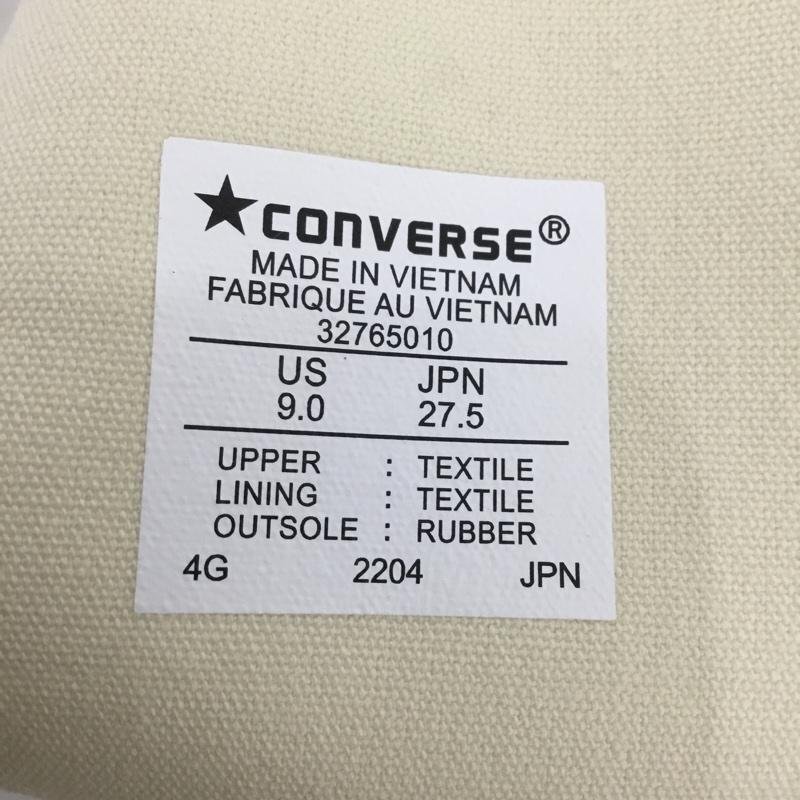 ★CONVERSE®
MADE IN VIETNAM
FABRIQUE AU VIETNAM
32765010
US JPN
9.0 27.5
UPPER : TEXTILE
LINING : TEXTILE
OUTSOLE : RUBBER
4G 2204 JPN